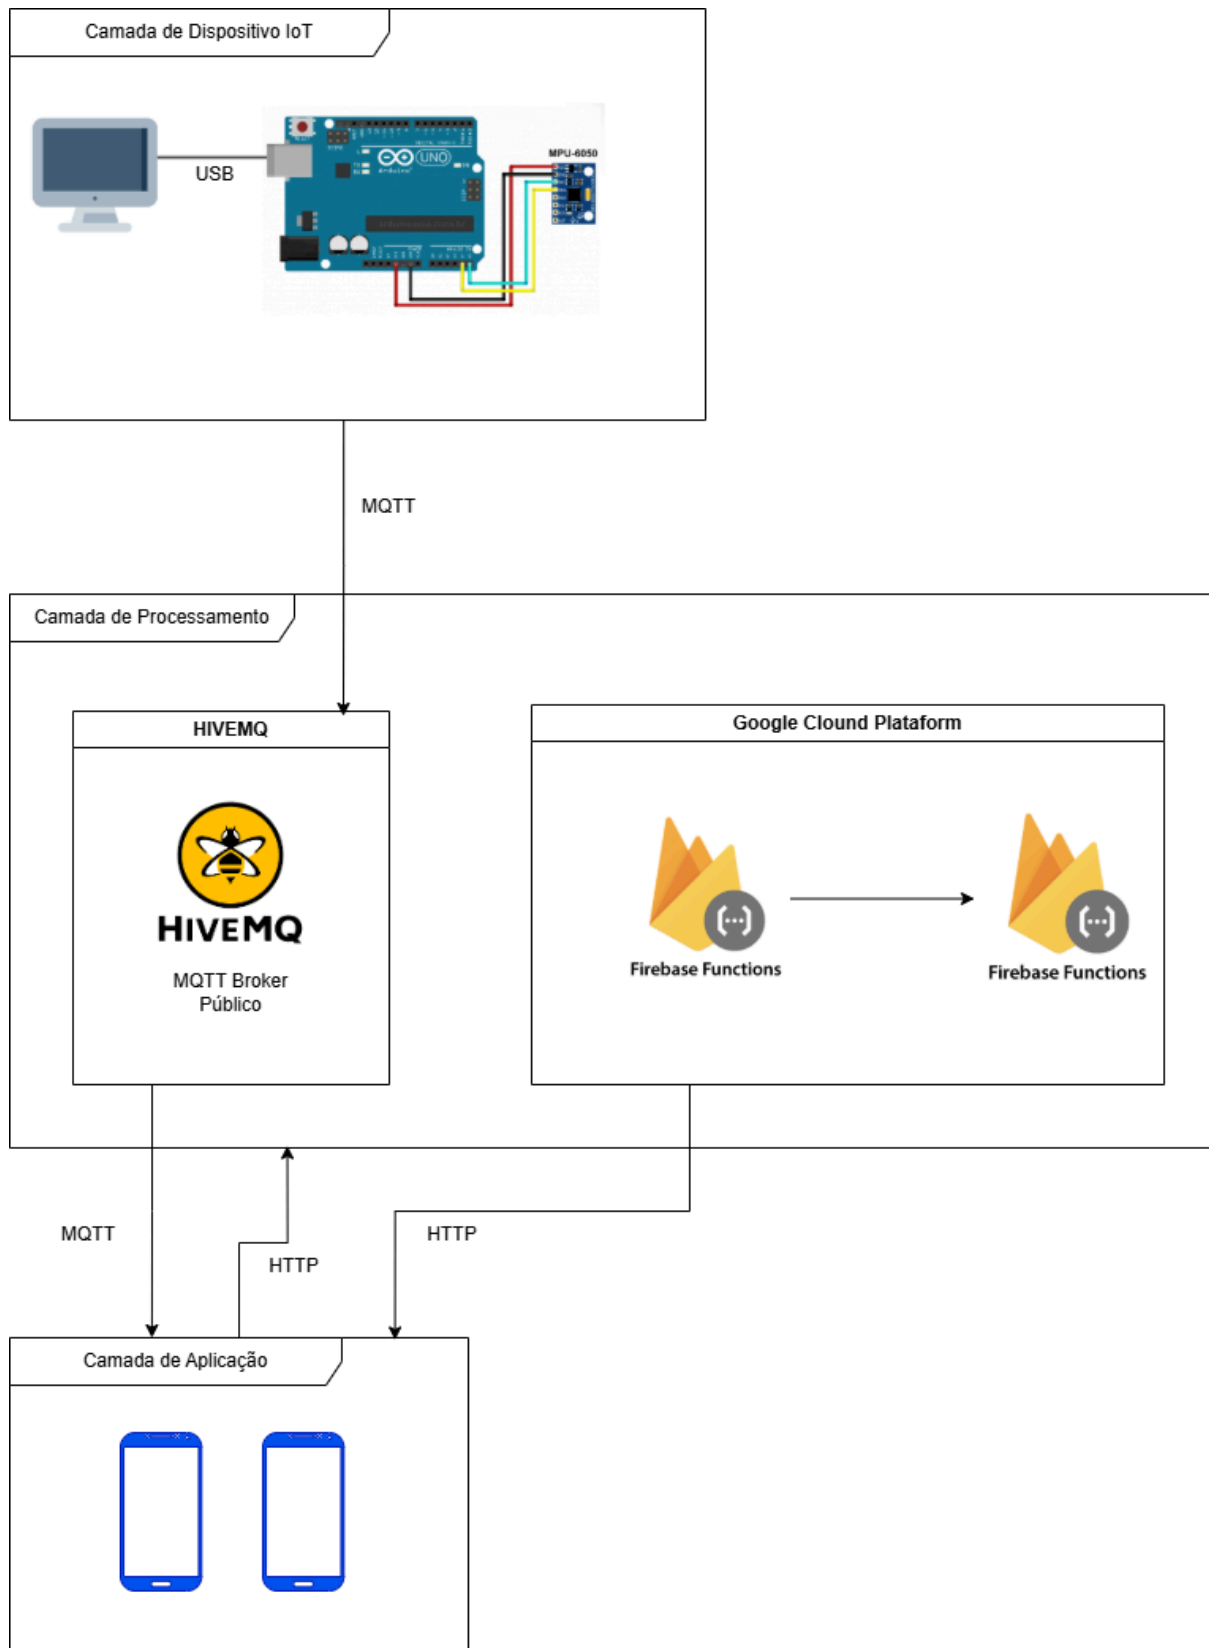 Camada de Dispositivo IoT
USB
MPU-6050
UNO
Arduino
MQTT
Camada de Processamento
HIVEMQ
Google Clound Plataform
HIVEMQ
MQTT Broker
Público
Firebase Functions
Firebase Functions
MQTT
HTTP
HTTP
Camada de Aplicação